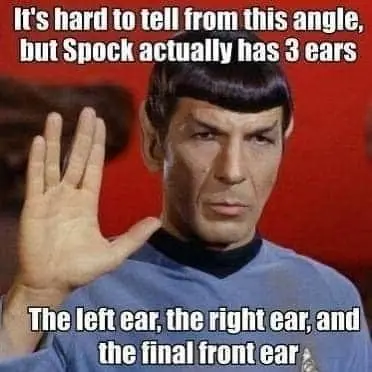 It's hard to tell from this angle,
but Spock actually has 3 ears
The left ear, the right ear, and
the final front ear